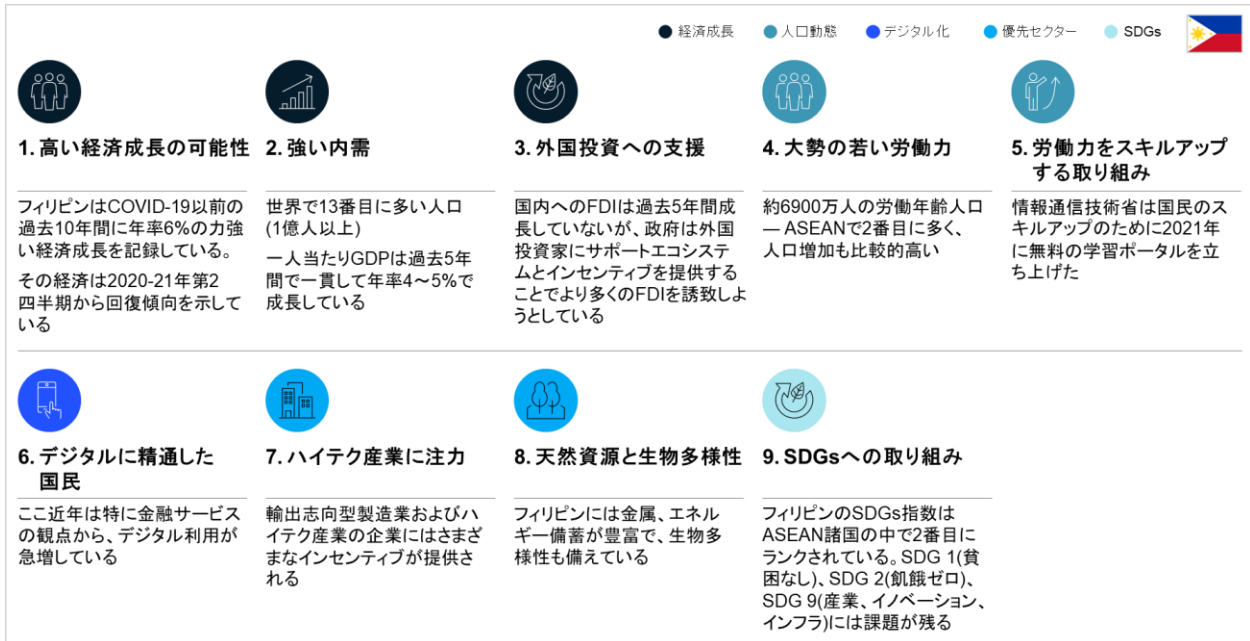 経済成長
人口動態
デジタル化
優先セクター
SDGs
1. 高い経済成長の可能性
フィリピンはCOVID-19以前の
過去10年間に年率6%の力強
い経済成長を記録している。
その経済は2020-21年第2
四半期から回復傾向を示して
いる
2. 強い内需
世界で13番目に多い人口
(1億人以上)
一人当たりGDPは過去5年
間で一貫して年率4～5%で
成長している
3. 外国投資への支援
国内へのFDIは過去5年間成
長していないが、政府は外国
投資家にサポートエコシステ
ムとインセンティブを提供する
ことでより多くのFDIを誘致しよ
うとしている
4. 大勢の若い労働力
約6900万人の労働年齢人口
― ASEANで2番目に多く、
人口増加も比較的高い
5. 労働力をスキルアップ
する取り組み
情報通信技術省は国民のス
キルアップのために2021年
に無料の学習ポータルを立
ち上げた
6. デジタルに精通した
国民
ここ近年は特に金融サービス
の観点から、デジタル利用が
急増している
7. ハイテク産業に注力
輸出志向型製造業およびハ
イテク産業の企業にはさまざ
まなインセンティブが提供さ
れる
8. 天然資源と生物多様性
フィリピンには金属、エネル
ギー備蓄が豊富で、生物多
様性も備えている
9. SDGsへの取り組み
フィリピンのSDGs指数は
ASEAN諸国の中で2番目に
ランクされている。SDG 1(貧
困なし)、SDG 2(飢餓ゼロ)、
SDG 9(産業、イノベーション、
インフラ)には課題が残る